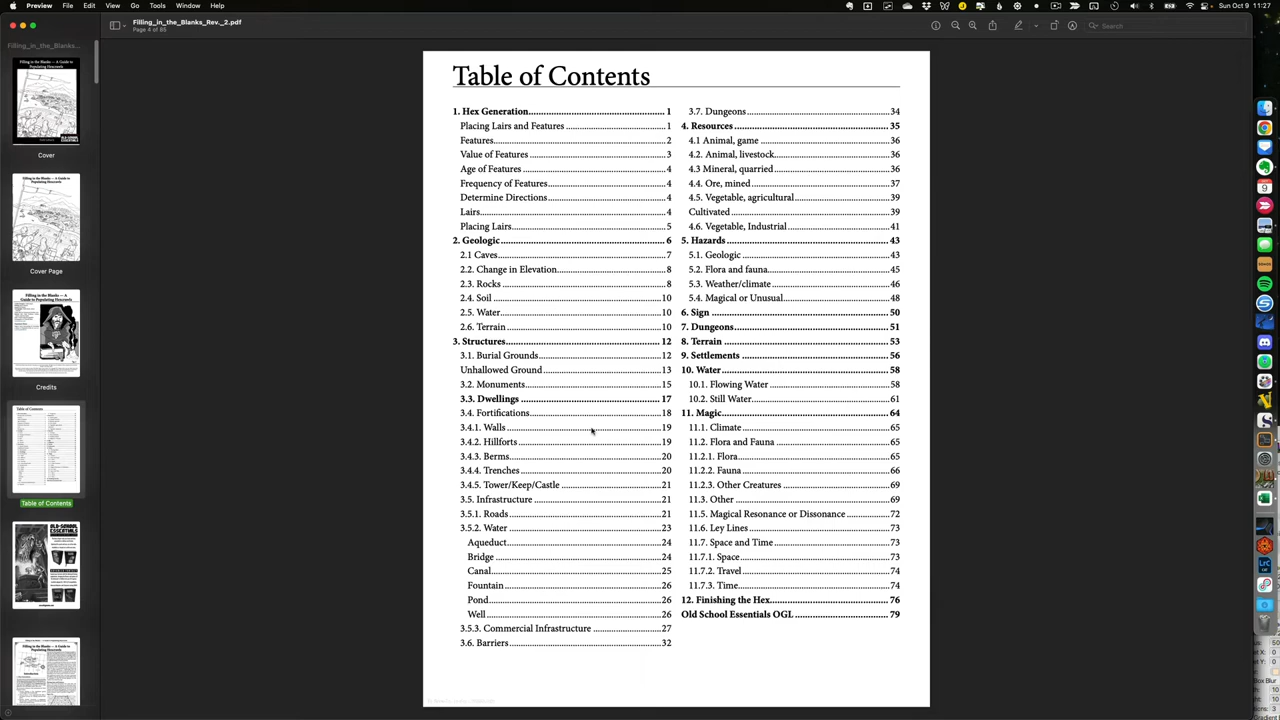 Preview File Edit View Go Tools Window Help
Sun Oct 9 11:27
Filling_in_the_Blanks_Rev._2.pdf
Page 4 of 85
Search
Filling_in_the_Blanks...
Cover
Cover Page
Credits
Table of Contents
Table of Contents
1. Hex Generation 1
Placing Lairs and Features 1
Features 2
Value of Features 3
Age of Features 4
Frequency of Features 4
Determine Directions 4
Lairs 4
Placing Lairs 5
2. Geologic 6
2.1 Caves 7
2.2. Change in Elevation 8
2.3. Rocks 8
2.4. Soil 10
2.5. Water 10
2.6. Terrain 10
3. Structures 12
3.1. Burial Grounds 12
Unhallowed Ground 13
3.2. Monuments 15
3.3. Dwellings 17
3.4. Fortifications 18
3.4.1. Walls 19
3.4.2. Hillforts 19
3.4.3. Berms 20
3.4.4. Trenches 20
3.4.5. Tower/Keep/Castle 21
3.5. Infrastructure 21
3.5.1. Roads 21
3.5.2. Water 23
Aqueduct 24
Bridge 24
Canal 25
Fountain 26
Pond 26
Well 26
3.5.3. Commercial Infrastructure 27
3.6. Barriers 32
3.7. Dungeons 34
4. Resources 35
4.1 Animal, game 36
4.2. Animal, livestock 36
4.3 Mineral, quarried 36
4.4. Ore, mined 37
4.5. Vegetable, agricultural 39
Cultivated 39
4.6. Vegetable, Industrial 41
5. Hazards 43
5.1. Geologic 43
5.2. Flora and fauna 45
5.3. Weather/climate 46
5.4. Magical or Unusual 48
6. Sign 50
7. Dungeons 51
8. Terrain 53
9. Settlements 56
10. Water 58
10.1. Flowing Water 58
10.2. Still Water 61
11. Magic 64
11.1. Climate 65
11.2. Flora and Fauna 65
11.2.1. Flora 65
11.2.2. Fauna 66
11.2.3. Other Creatures 69
11.3. Other 69
11.5. Magical Resonance or Dissonance 72
11.6. Ley Lines 73
11.7. Space and Time 73
11.7.1. Space 73
11.7.2. Travel 74
11.7.3. Time 74
12. Finishing the Hex 76
Old School Essentials OGL 79